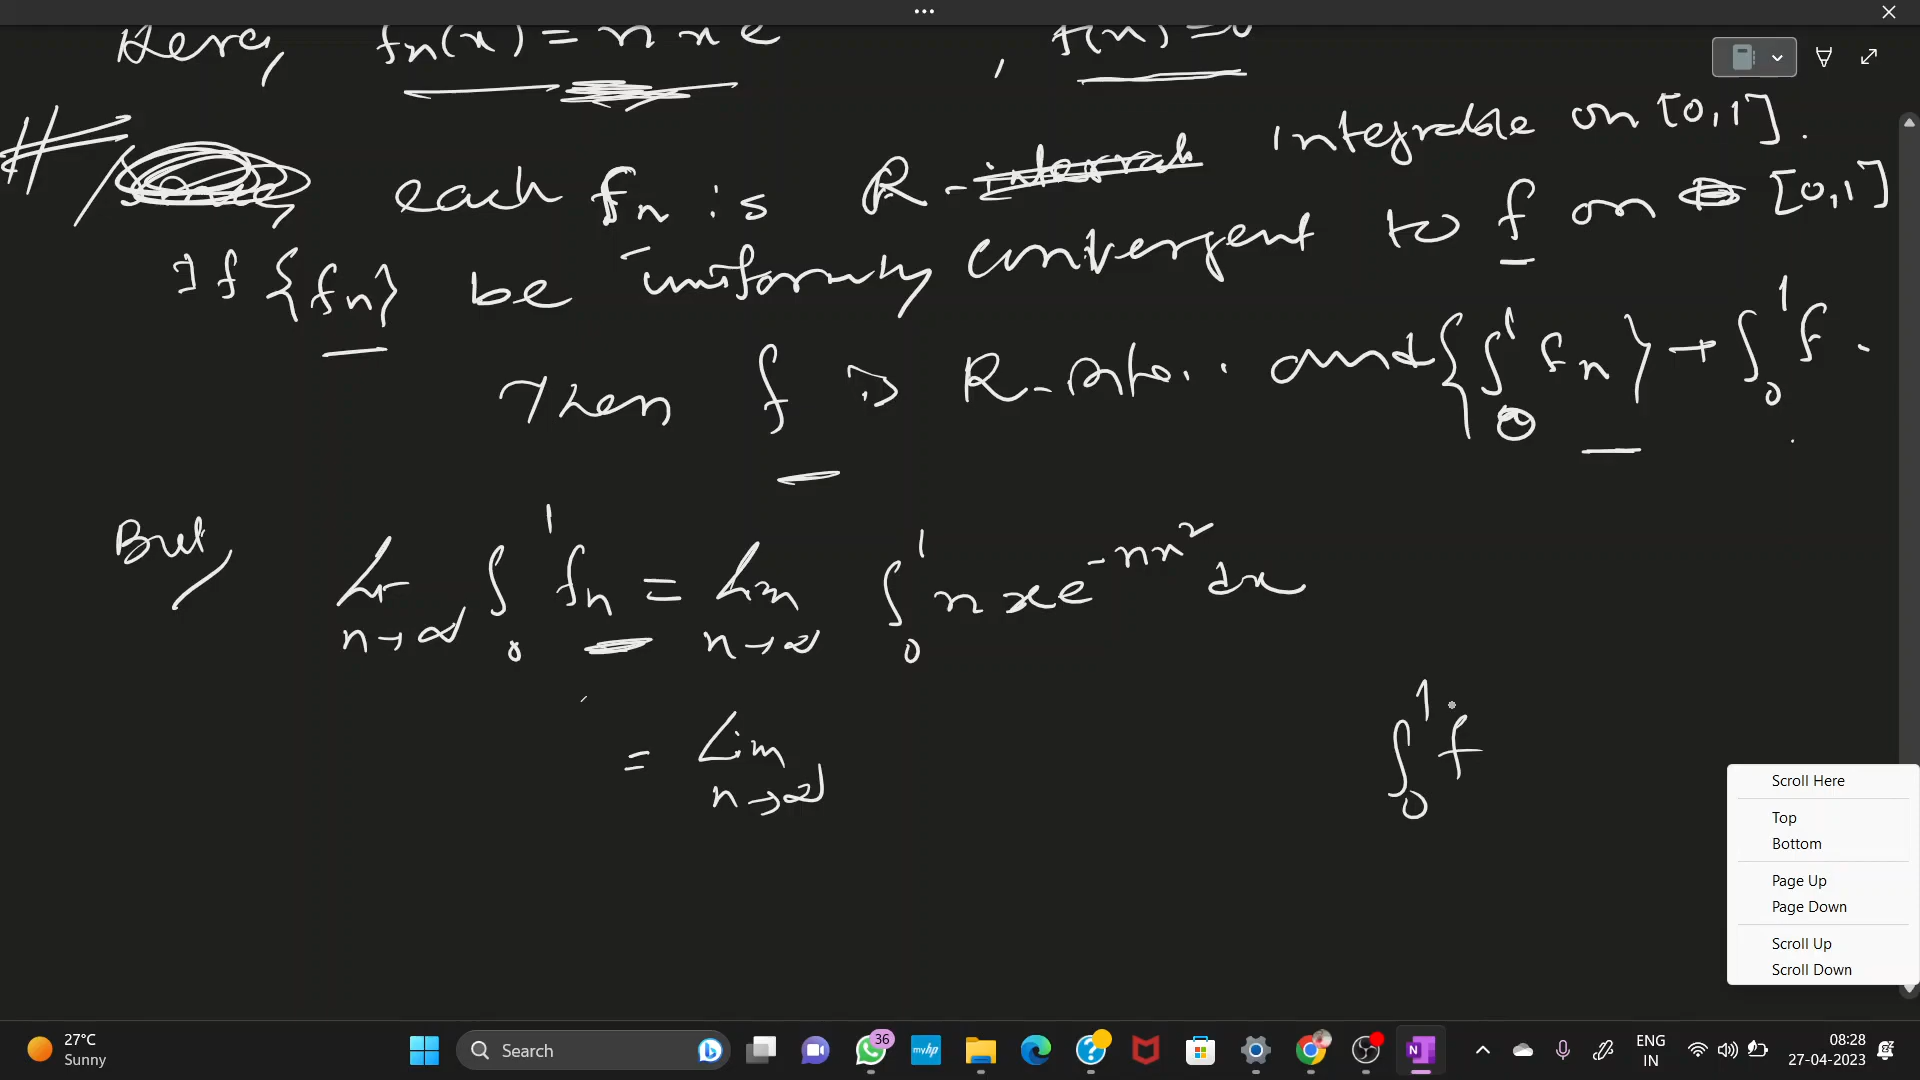 Here, fn(x) = n x e , f(x) = 0
each fn is R- integrable on [0,1].
If {fn} be uniformly convergent to f on [0,1]
Then f is R-inte.. and {∫₀¹ fn} → ∫₀¹ f.
But, Lt n→∞ ∫₀¹ fn = Lim n→∞ ∫₀¹ n x e^{-nx²} dx
= Lim n→∞ ∫₀¹ f
Scroll Here
Top
Bottom
Page Up
Page Down
Scroll Up
Scroll Down
27°C
Sunny
Search
myhp
36
ENG
IN
08:28
27-04-2023